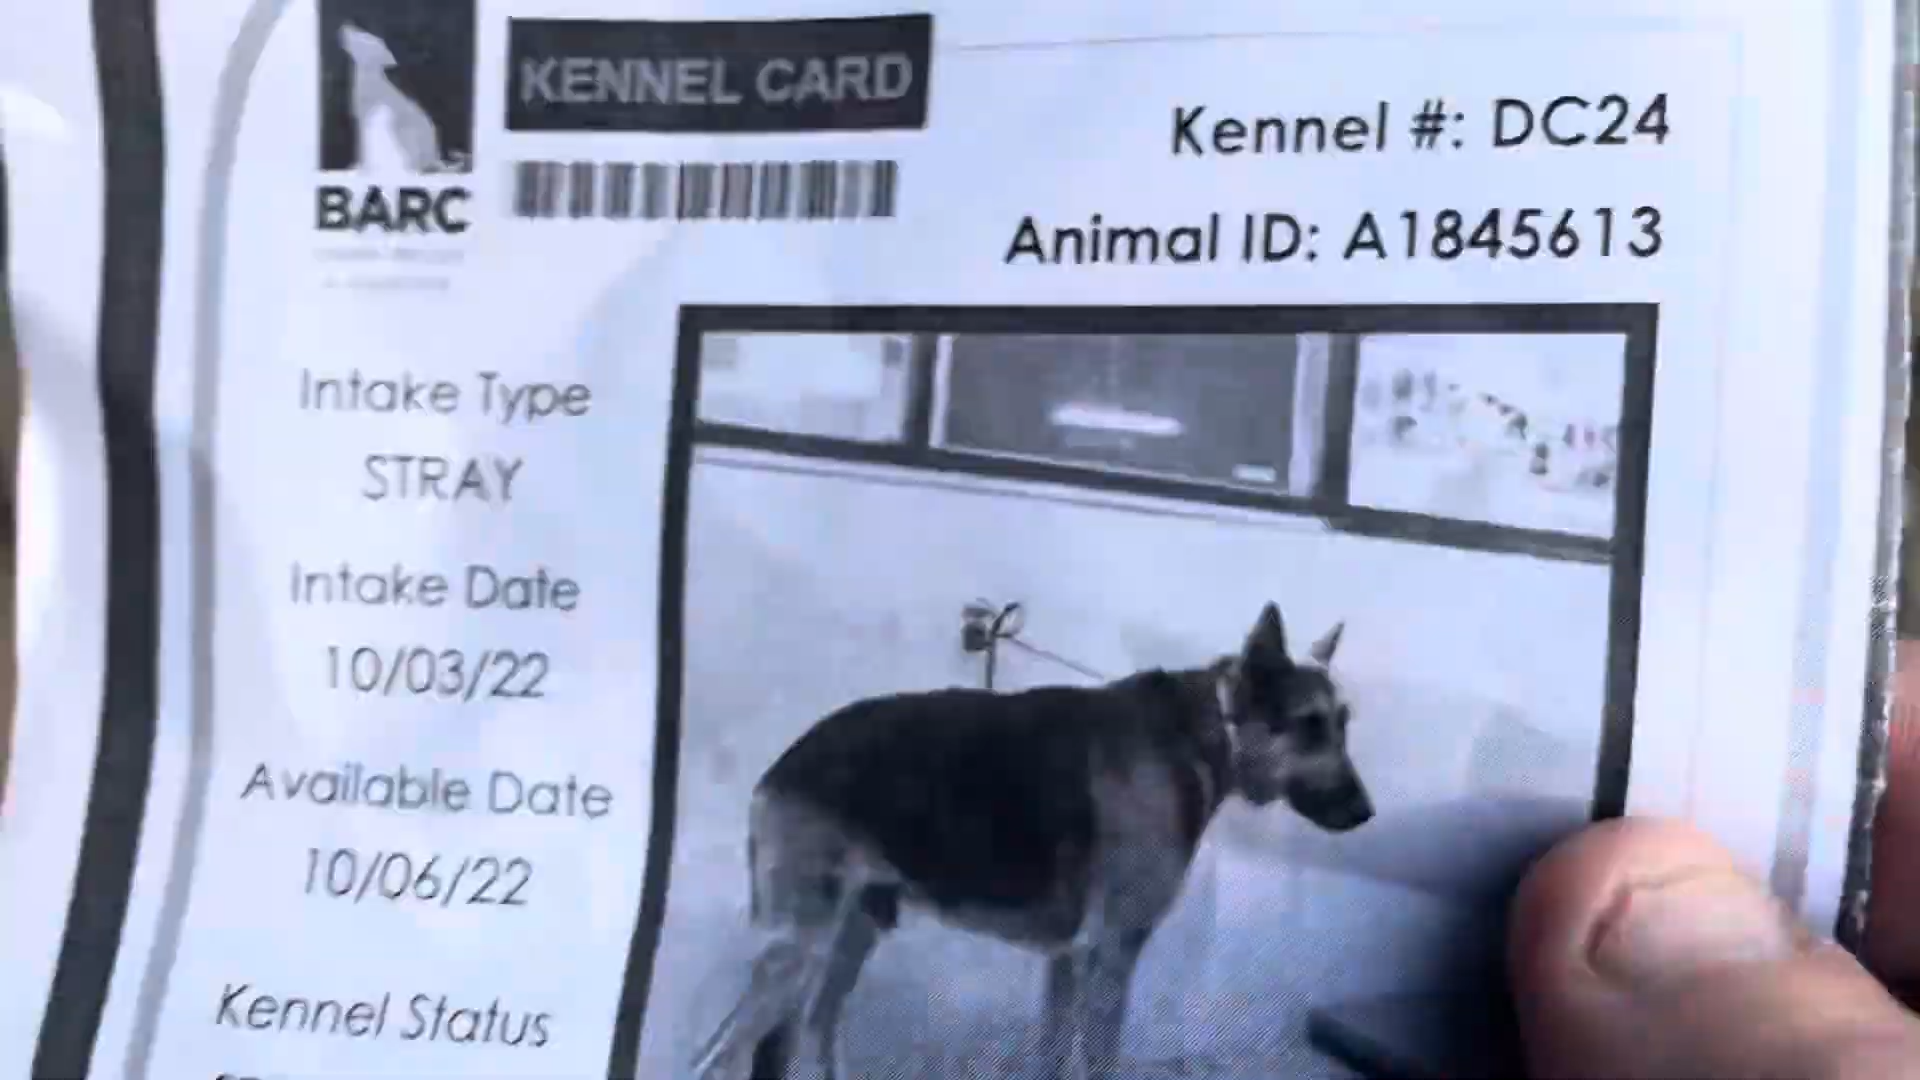 KENNEL CARD
BARC
Kennel #: DC24
Animal ID: A1845613
Intake Type
STRAY
Intake Date
10/03/22
Available Date
10/06/22
Kennel Status